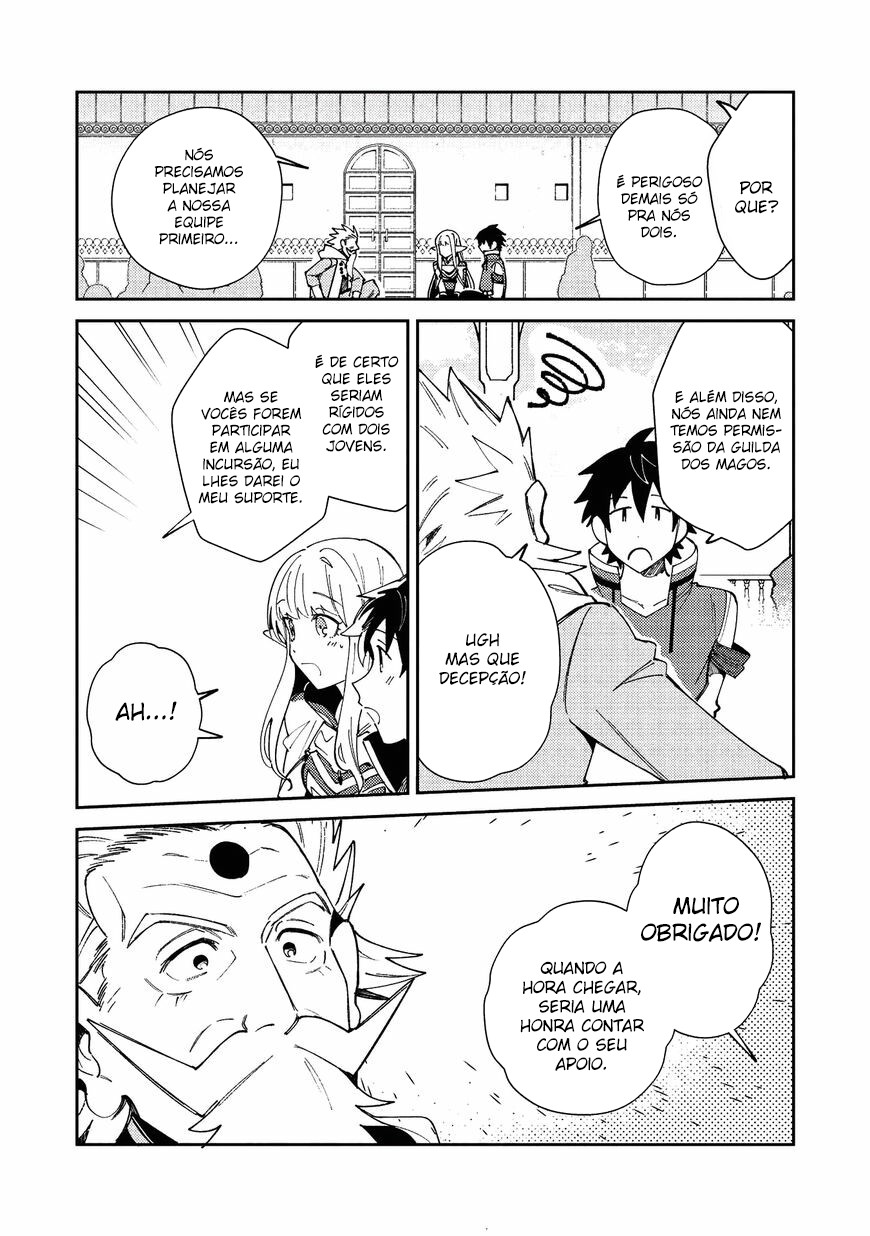 POR
QUE?
É PERIGOSO
DEMAIS SÓ
PRA NÓS
DOIS.
NÓS
PRECISAMOS
PLANEJAR
A NOSSA
EQUIPE
PRIMEIRO...
E ALÉM DISSO,
NÓS AINDA NEM
TEMOS PERMIS-
SÃO DA GUILDA
DOS MAGOS.
UGH
MAS QUE
DECEPÇÃO!
É DE CERTO
QUE ELES
SERIAM
RÍGIDOS
COM DOIS
JOVENS.
MAS SE
VOCÊS FOREM
PARTICIPAR
EM ALGUMA
INCURSÃO, EU
LHES DAREI O
MEU SUPORTE.
AH...!
MUITO
OBRIGADO!
QUANDO A
HORA CHEGAR,
SERIA UMA
HONRA CONTAR
COM O SEU
APOIO.